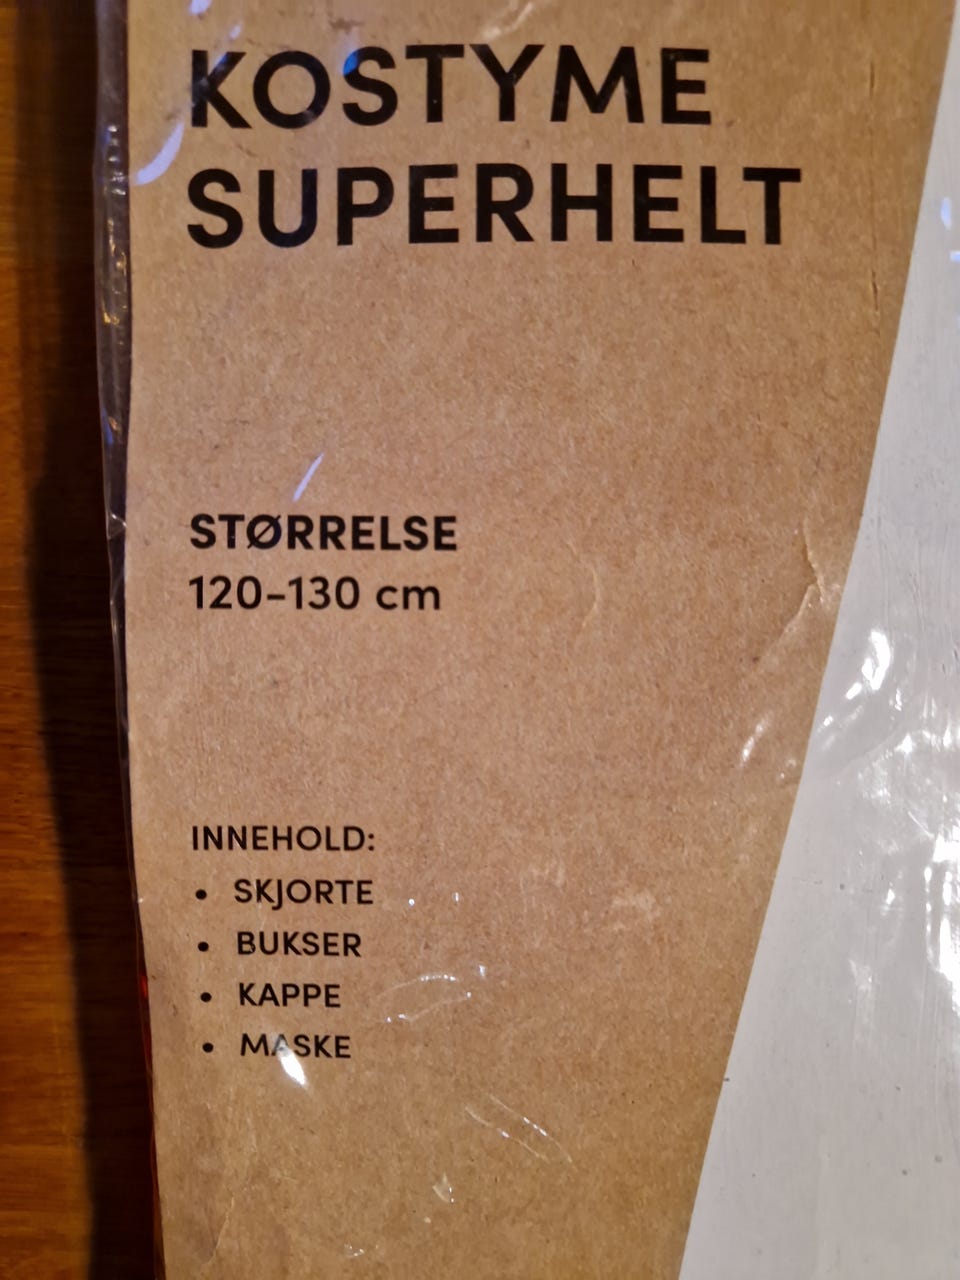 KOSTYME
SUPERHELT
STØRRELSE
120-130 cm
INNEHOLD:
• SKJORTE
• BUKSER
• KAPPE
• MASKE